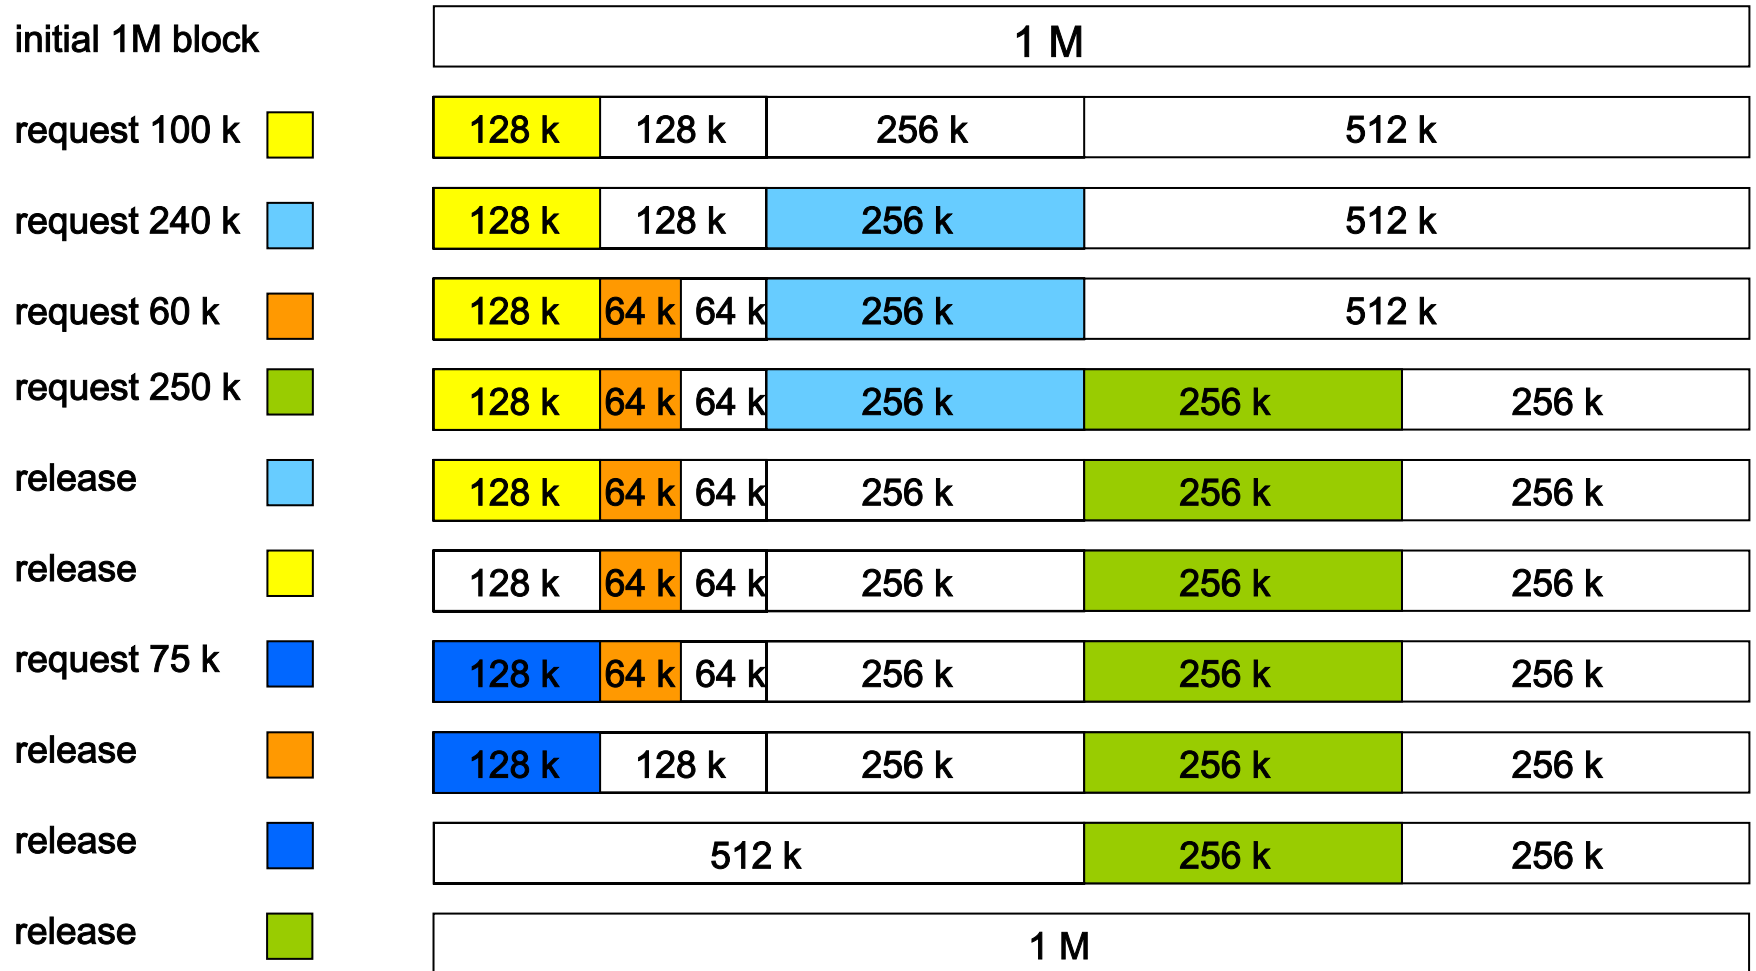 initial 1M block 1 M
request 100 k 128 k 128 k 256 k 512 k
request 240 k 128 k 128 k 256 k 512 k
request 60 k 128 k 64 k 64 k 256 k 512 k
request 250 k 128 k 64 k 64 k 256 k 256 k 256 k
release 128 k 64 k 64 k 256 k 256 k 256 k
release 128 k 64 k 64 k 256 k 256 k 256 k
request 75 k 128 k 64 k 64 k 256 k 256 k 256 k
release 128 k 128 k 256 k 256 k 256 k
release 512 k 256 k 256 k
release 1 M